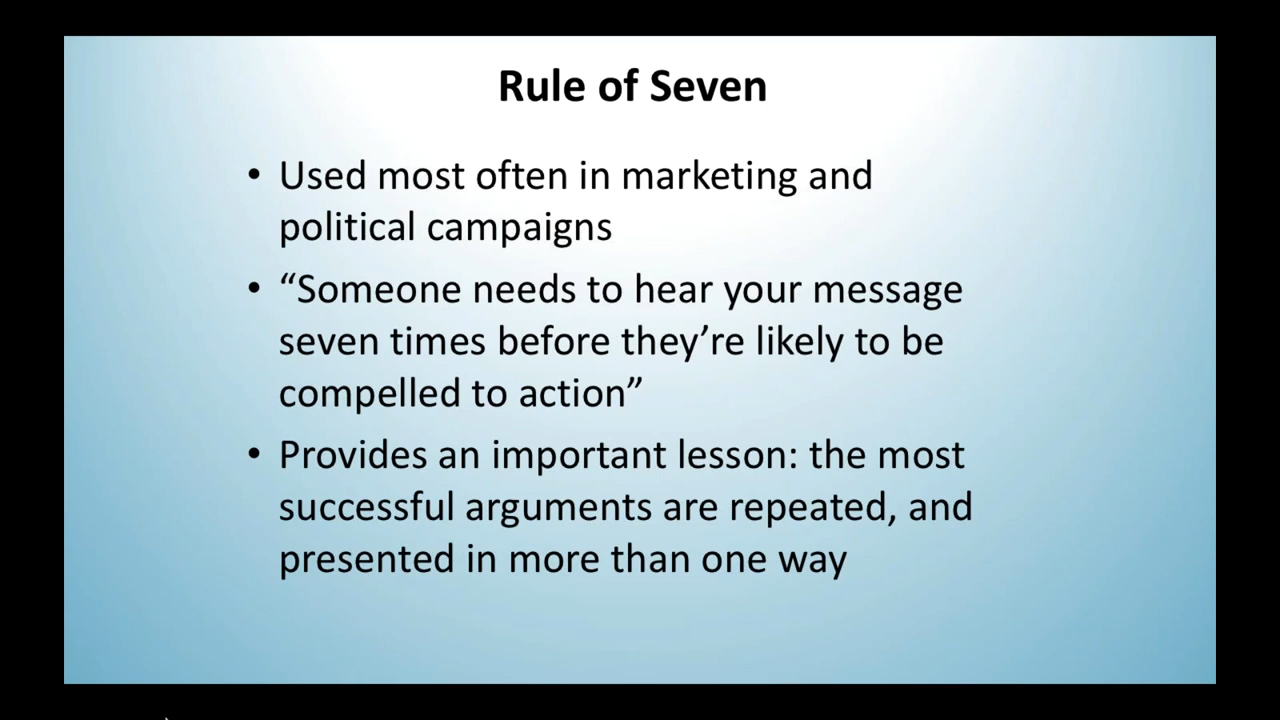 Rule of Seven
• Used most often in marketing and
political campaigns
• “Someone needs to hear your message
seven times before they’re likely to be
compelled to action”
• Provides an important lesson: the most
successful arguments are repeated, and
presented in more than one way